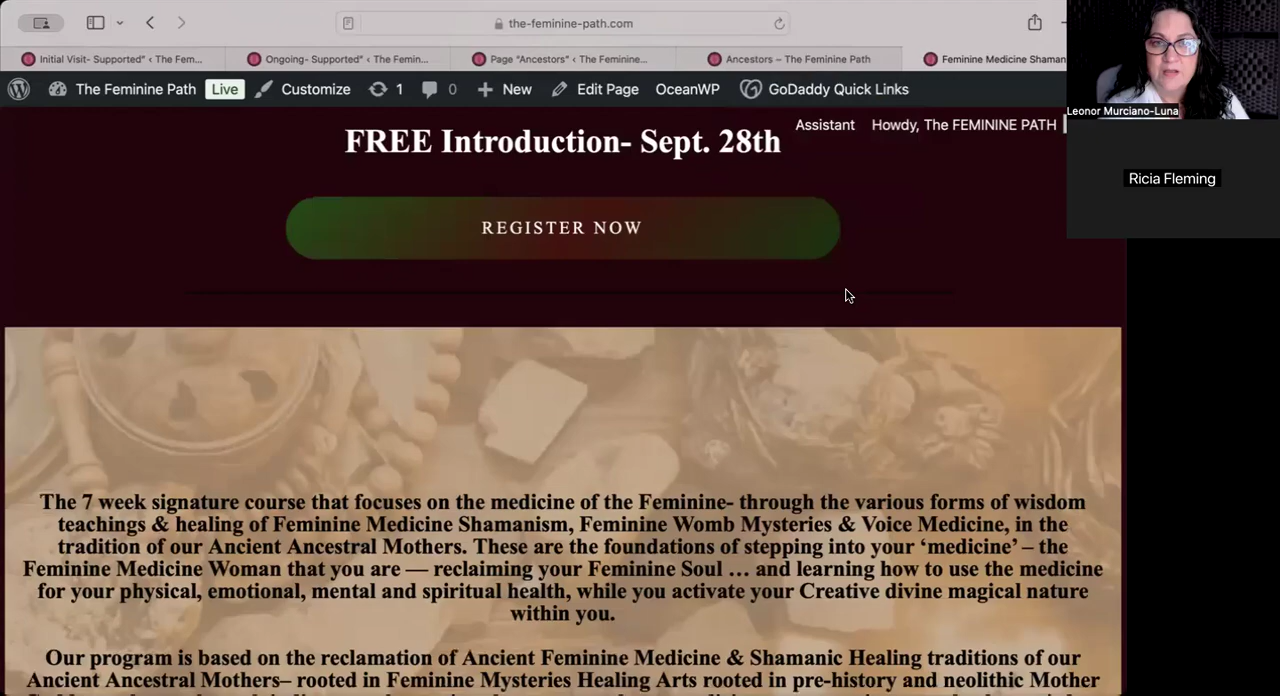 the-feminine-path.com
Initial Visit- Supported" ‹ The Fem...
Ongoing- Supported" ‹ The Femin...
Page "Ancestors" ‹ The Feminine...
Ancestors – The Feminine Path
Feminine Medicine Shaman
The Feminine Path
Live
Customize
1
0
New
Edit Page
OceanWP
GoDaddy Quick Links
Leonor Murciano-Luna
Assistant
Howdy, The FEMININE PATH
FREE Introduction- Sept. 28th
Ricia Fleming
REGISTER NOW
The 7 week signature course that focuses on the medicine of the Feminine- through the various forms of wisdom
teachings & healing of Feminine Medicine Shamanism, Feminine Womb Mysteries & Voice Medicine, in the
tradition of our Ancient Ancestral Mothers. These are the foundations of stepping into your ‘medicine’ – the
Feminine Medicine Woman that you are — reclaiming your Feminine Soul … and learning how to use the medicine
for your physical, emotional, mental and spiritual health, while you activate your Creative divine magical nature
within you.
Our program is based on the reclamation of Ancient Feminine Medicine & Shamanic Healing traditions of our
Ancient Ancestral Mothers– rooted in Feminine Mysteries Healing Arts rooted in pre-history and neolithic Mother